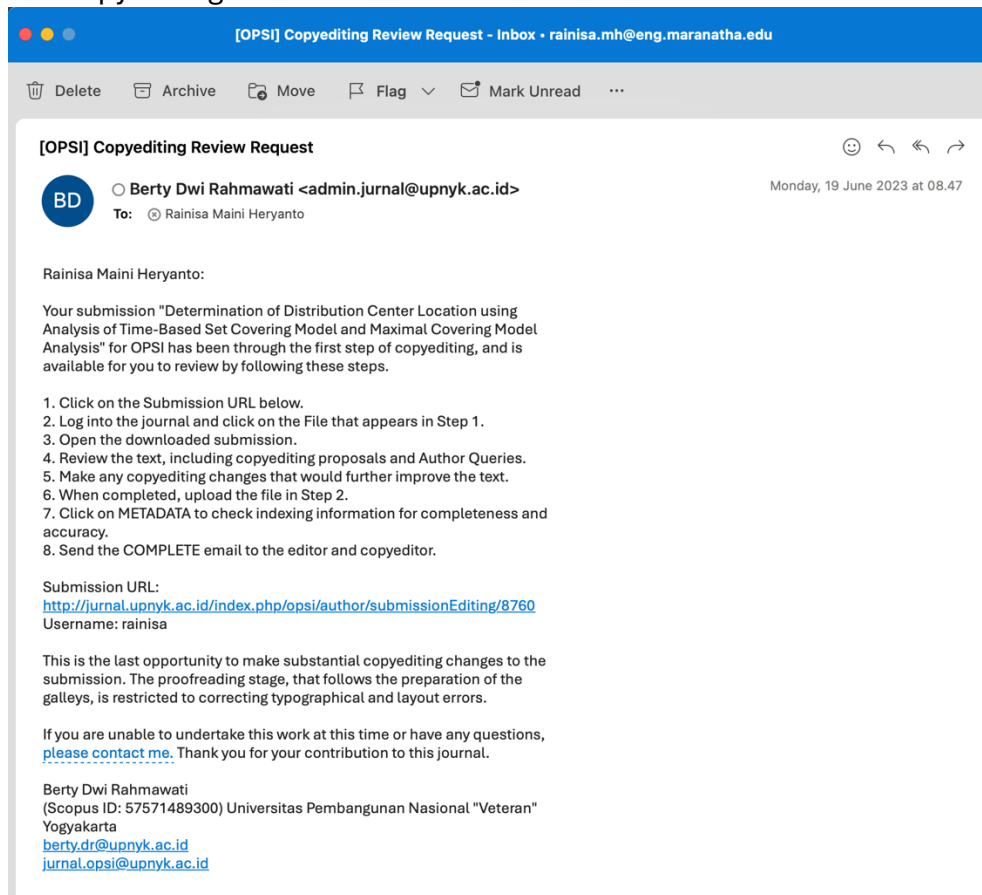 [OPSI] Copyediting Review Request - Inbox • rainisa.mh@eng.maranatha.edu
Delete Archive Move Flag Mark Unread ...
[OPSI] Copyediting Review Request
BD Berty Dwi Rahmawati <admin.jurnal@upnyk.ac.id> Monday, 19 June 2023 at 08.47
To: Rainisa Maini Heryanto
Rainisa Maini Heryanto:
Your submission "Determination of Distribution Center Location using
Analysis of Time-Based Set Covering Model and Maximal Covering Model
Analysis" for OPSI has been through the first step of copyediting, and is
available for you to review by following these steps.
1. Click on the Submission URL below.
2. Log into the journal and click on the File that appears in Step 1.
3. Open the downloaded submission.
4. Review the text, including copyediting proposals and Author Queries.
5. Make any copyediting changes that would further improve the text.
6. When completed, upload the file in Step 2.
7. Click on METADATA to check indexing information for completeness and
accuracy.
8. Send the COMPLETE email to the editor and copyeditor.
Submission URL:
http://jurnal.upnyk.ac.id/index.php/opsi/author/submissionEditing/8760
Username: rainisa
This is the last opportunity to make substantial copyediting changes to the
submission. The proofreading stage, that follows the preparation of the
galleys, is restricted to correcting typographical and layout errors.
If you are unable to undertake this work at this time or have any questions,
please contact me. Thank you for your contribution to this journal.
Berty Dwi Rahmawati
(Scopus ID: 57571489300) Universitas Pembangunan Nasional "Veteran"
Yogyakarta
berty.dr@upnyk.ac.id
jurnal.opsi@upnyk.ac.id